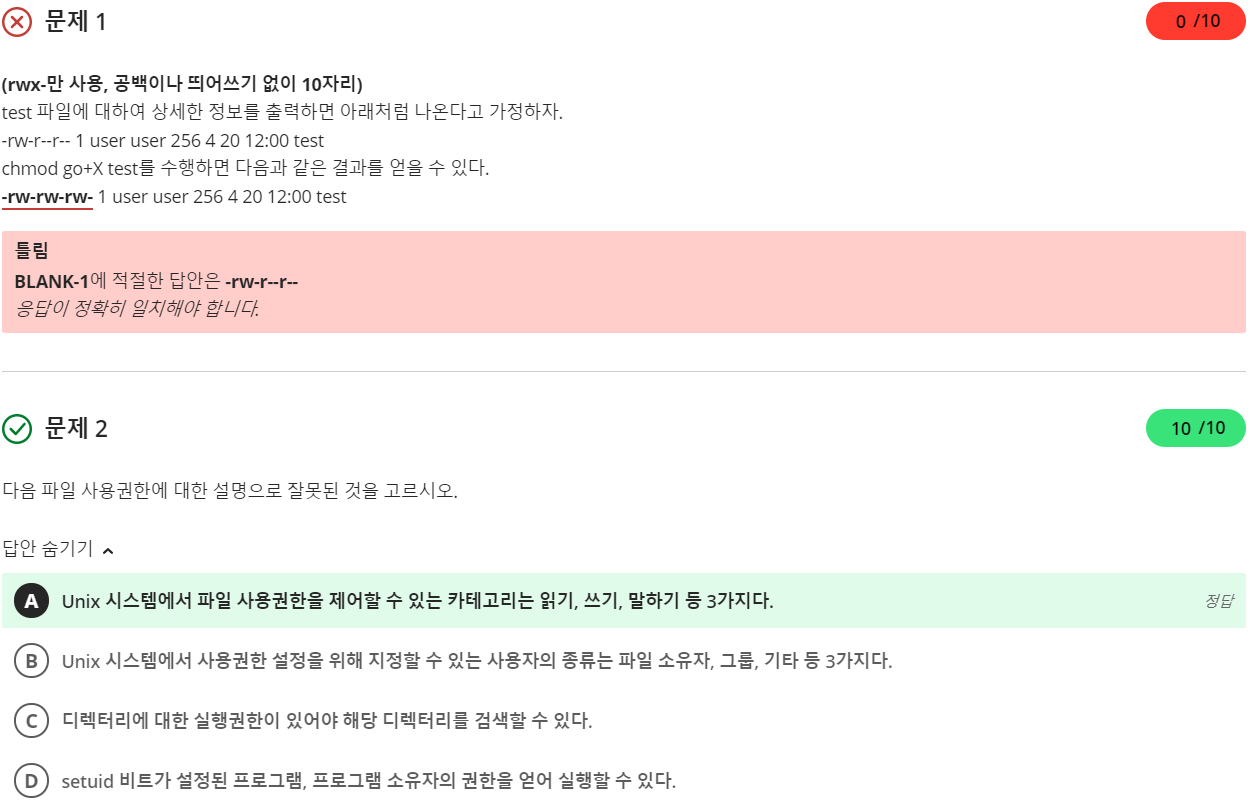 문제 1
0 /10
(rwx-만 사용, 공백이나 띄어쓰기 없이 10자리)
test 파일에 대하여 상세한 정보를 출력하면 아래처럼 나온다고 가정하자.
-rw-r--r-- 1 user user 256 4 20 12:00 test
chmod go+X test를 수행하면 다음과 같은 결과를 얻을 수 있다.
-rw-rw-rw- 1 user user 256 4 20 12:00 test
틀림
BLANK-1에 적절한 답안은 -rw-r--r--
응답이 정확히 일치해야 합니다.
문제 2
10 /10
다음 파일 사용권한에 대한 설명으로 잘못된 것을 고르시오.
답안 숨기기
A Unix 시스템에서 파일 사용권한을 제어할 수 있는 카테고리는 읽기, 쓰기, 말하기 등 3가지다. 정답
B Unix 시스템에서 사용권한 설정을 위해 지정할 수 있는 사용자의 종류는 파일 소유자, 그룹, 기타 등 3가지다.
C 디렉터리에 대한 실행권한이 있어야 해당 디렉터리를 검색할 수 있다.
D setuid 비트가 설정된 프로그램, 프로그램 소유자의 권한을 얻어 실행할 수 있다.